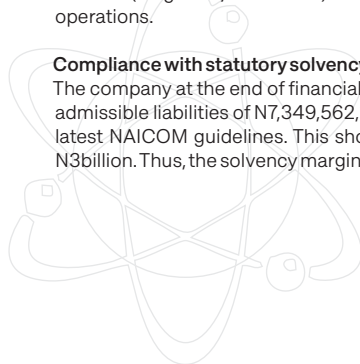 operations.
Compliance with statutory solvency
The company at the end of financial
admissible liabilities of N7,349,562,
latest NAICOM guidelines. This sho
N3billion. Thus, the solvency margin